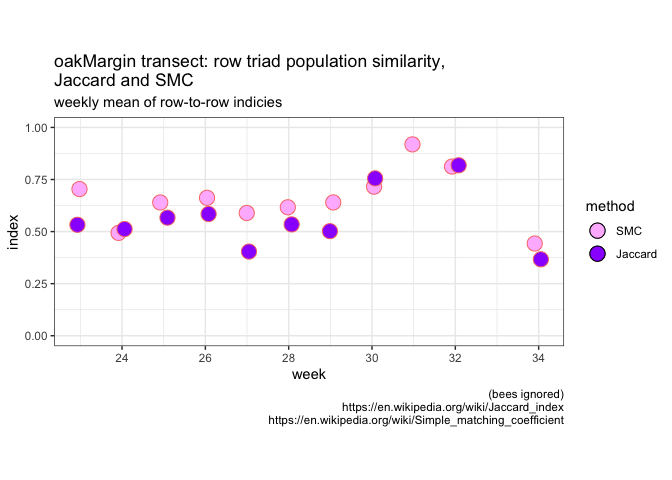 oakMargin transect: row triad population similarity,
Jaccard and SMC
weekly mean of row-to-row indicies
1.00
0.75
0.50
0.25
0.00
index
24 26 28 30 32 34
week
method
SMC
Jaccard
(bees ignored)
https://en.wikipedia.org/wiki/Jaccard_index
https://en.wikipedia.org/wiki/Simple_matching_coefficient